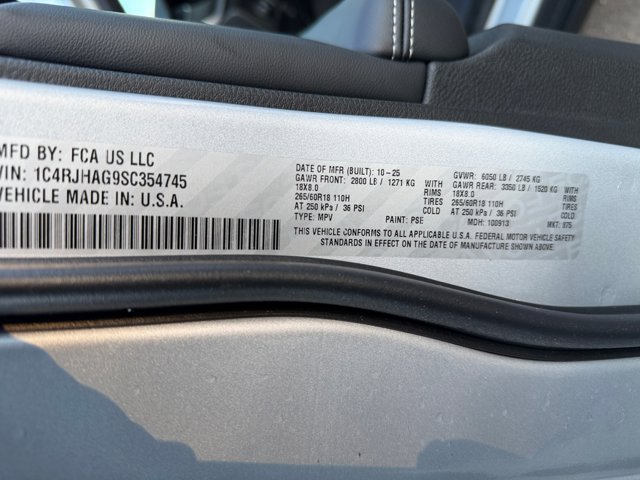 MFD BY: FCA US LLC
VIN: 1C4RJHAG9SC354745
VEHICLE MADE IN: U.S.A.
DATE OF MFR (BUILT): 10-25
GAWR FRONT: 2800 LB / 1271 KG WITH
18X8.0 RIMS
265/60R18 110H TIRES
AT 250 kPa / 36 PSI COLD
TYPE: MPV PAINT: PSE
GVWR: 6050 LB / 2745 KG
GAWR REAR: 3350 LB / 1520 KG WITH
18X8.0 RIMS
265/60R18 110H TIRES
AT 250 kPa / 36 PSI COLD
MDH: 100913 MKT: 975
THIS VEHICLE CONFORMS TO ALL APPLICABLE U.S.A. FEDERAL MOTOR VEHICLE SAFETY
STANDARDS IN EFFECT ON THE DATE OF MANUFACTURE SHOWN ABOVE.